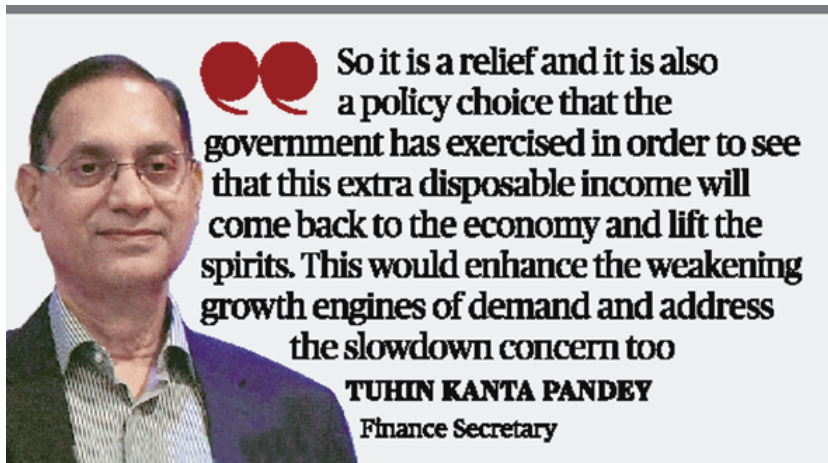 So it is a relief and it is also
a policy choice that the
government has exercised in order to see
that this extra disposable income will
come back to the economy and lift the
spirits. This would enhance the weakening
growth engines of demand and address
the slowdown concern too
TUHIN KANTA PANDEY
Finance Secretary